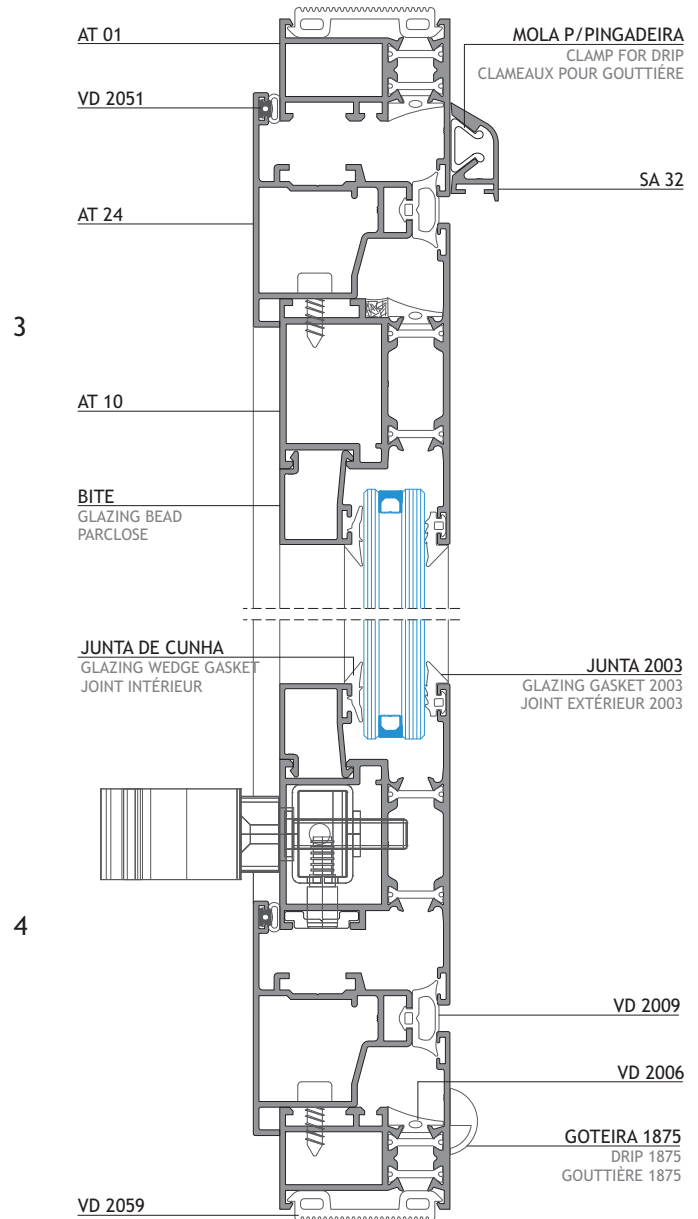 AT 01
MOLA P/PINGADEIRA
CLAMP FOR DRIP
CLAMEAUX POUR GOUTTIÉRE
VD 2051
SA 32
AT 24
3
AT 10
BITE
GLAZING BEAD
PARCLOSE
JUNTA DE CUNHA
GLAZING WEDGE GASKET
JOINT INTÉRIEUR
JUNTA 2003
GLAZING GASKET 2003
JOINT EXTÉRIEUR 2003
4
VD 2009
VD 2006
GOTEIRA 1875
DRIP 1875
GOUTTIÈRE 1875
VD 2059